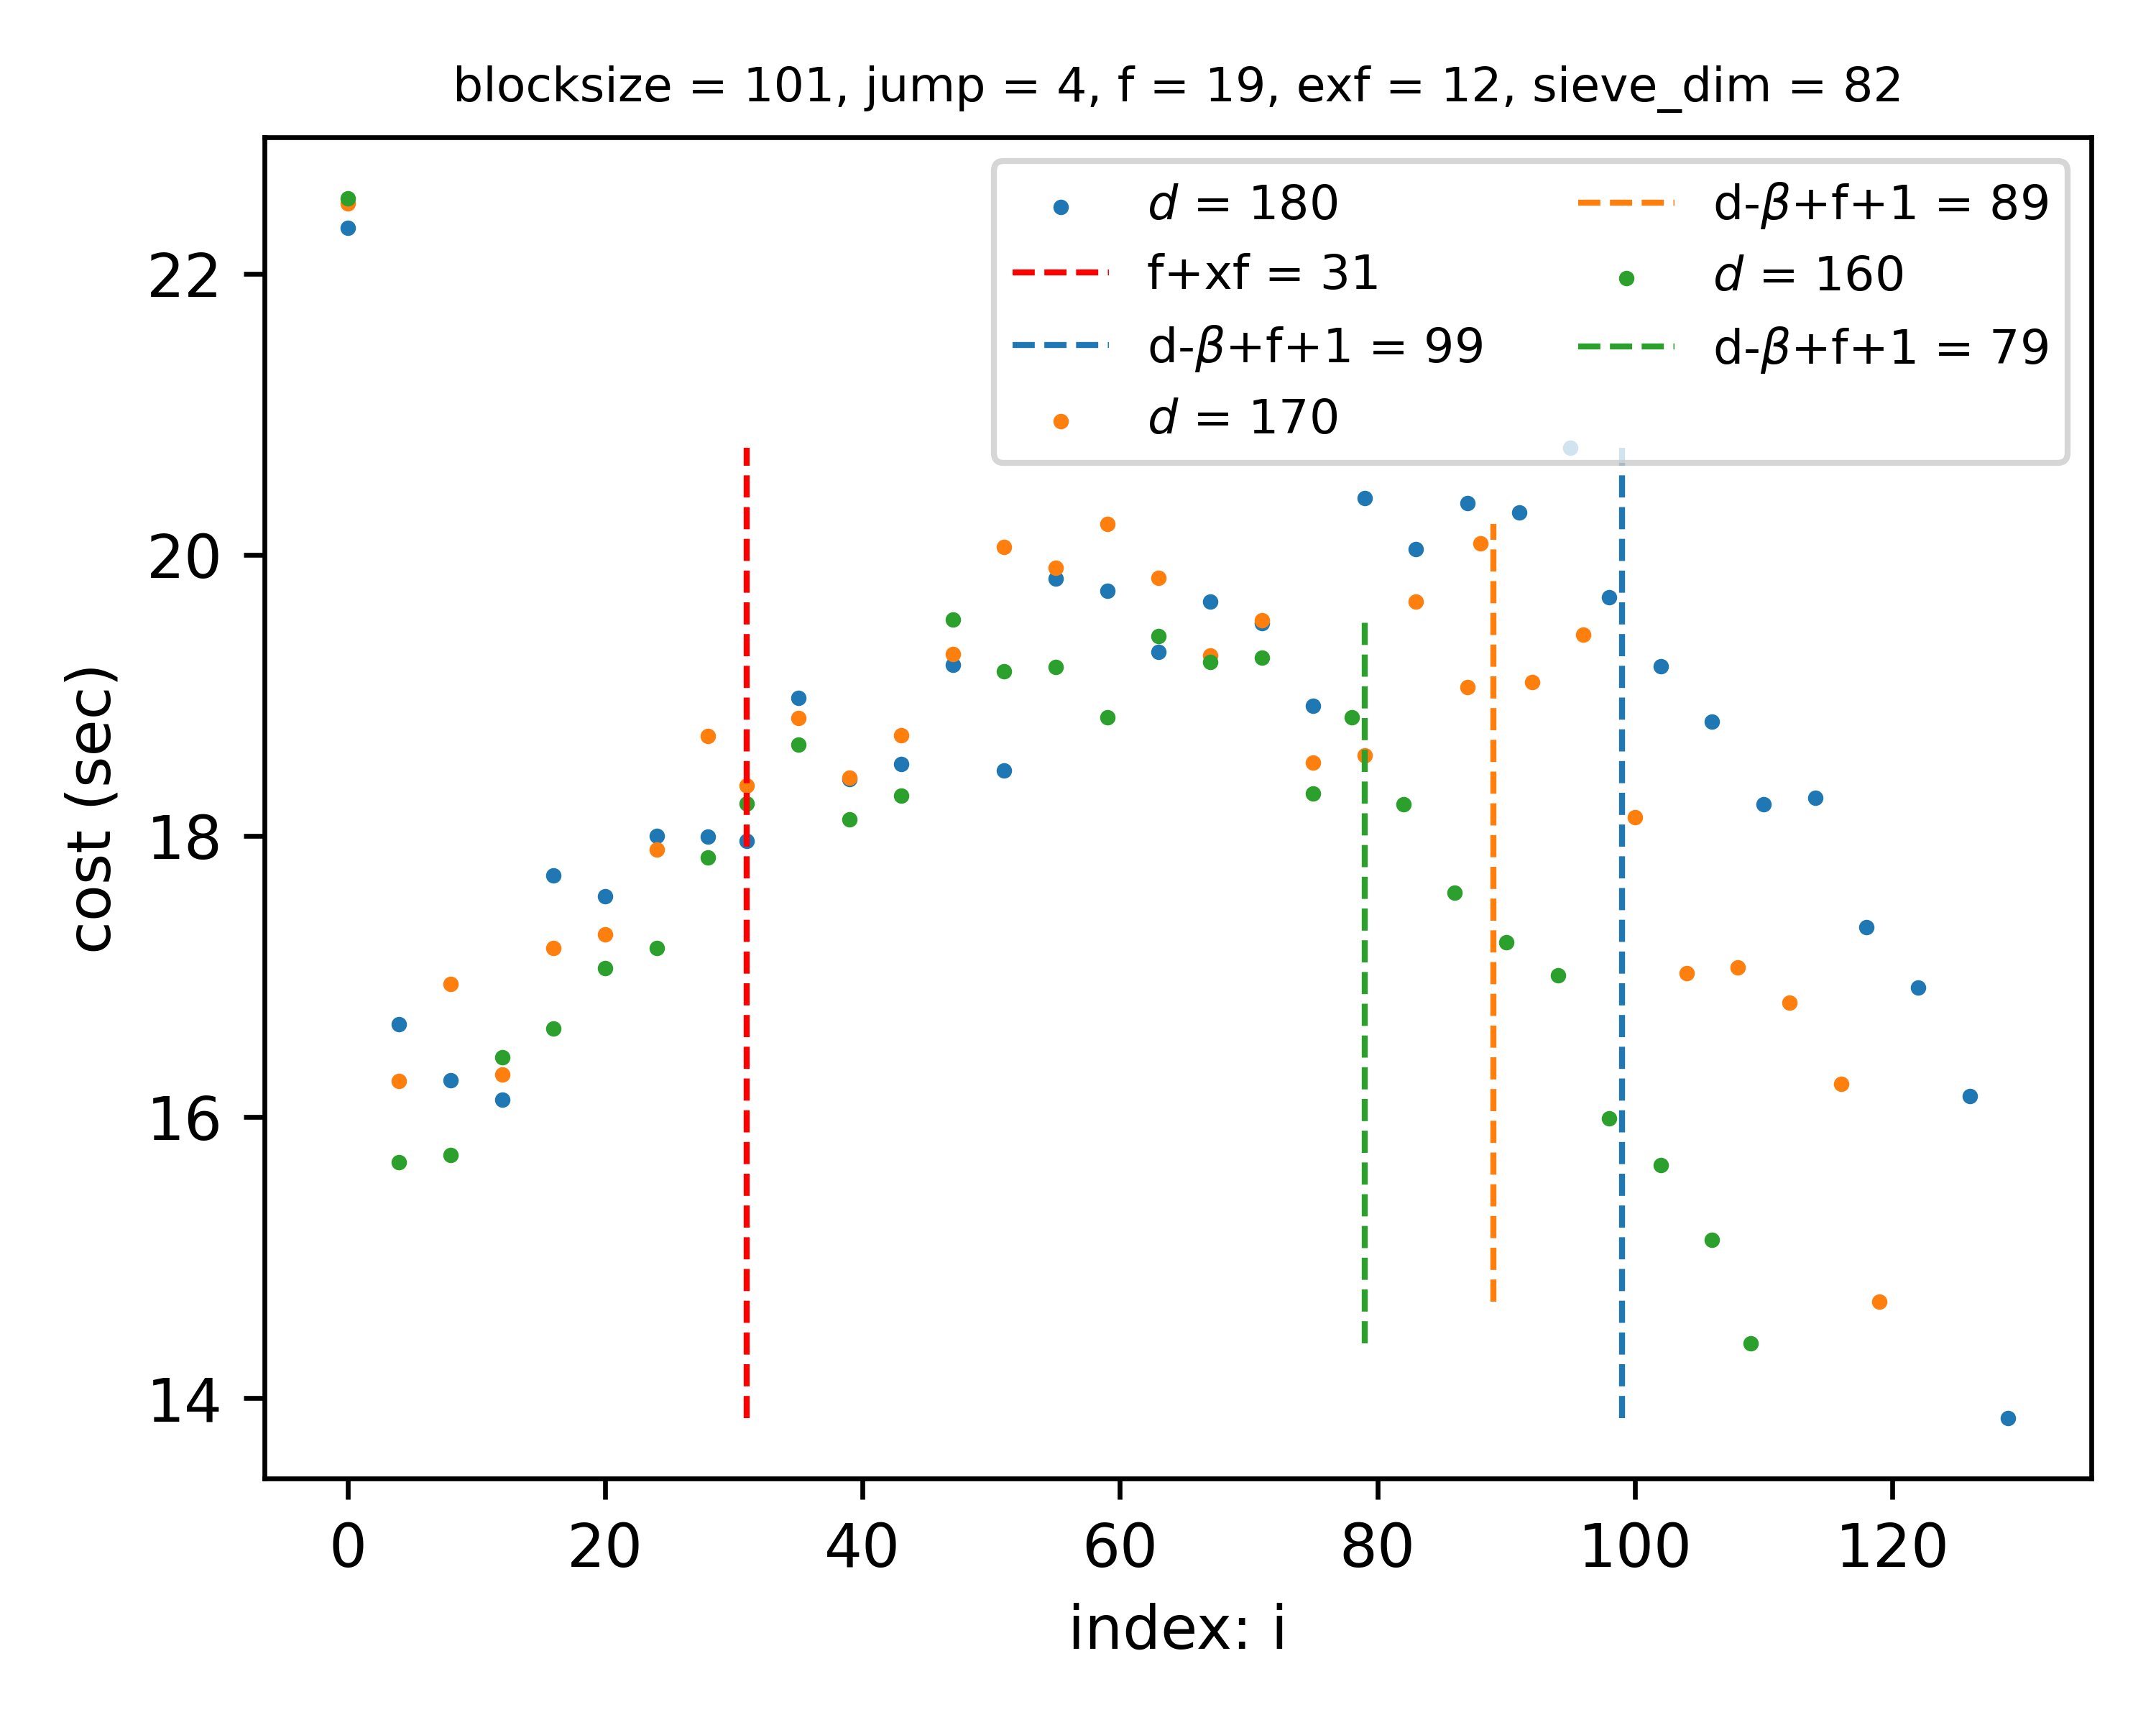 blocksize = 101, jump = 4, f = 19, exf = 12, sieve_dim = 82
d = 180
f+xf = 31
d-β+f+1 = 99
d = 170
d-β+f+1 = 89
d = 160
d-β+f+1 = 79
cost (sec)
22
20
18
16
14
0 20 40 60 80 100 120
index: i